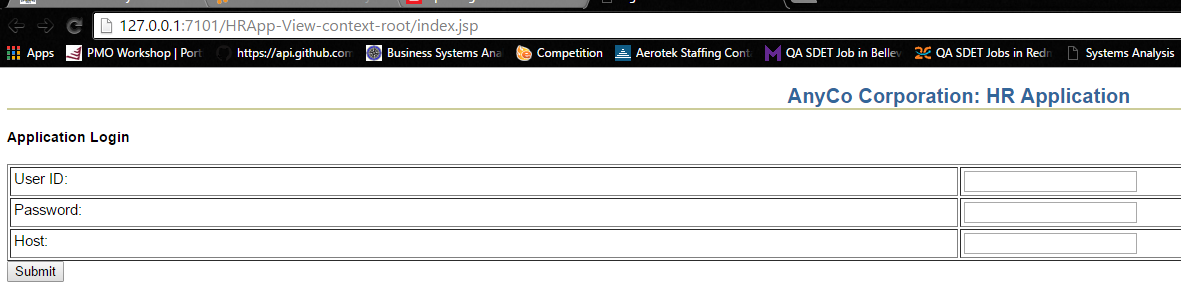 127.0.0.1:7101/HRApp-View-context-root/index.jsp
Apps PMO Workshop | Port https://api.github.com Business Systems Ana Competition Aerotek Staffing Cont QA SDET Job in Bellev QA SDET Jobs in Redm Systems Analysis
AnyCo Corporation: HR Application
Application Login
User ID:
Password:
Host:
Submit